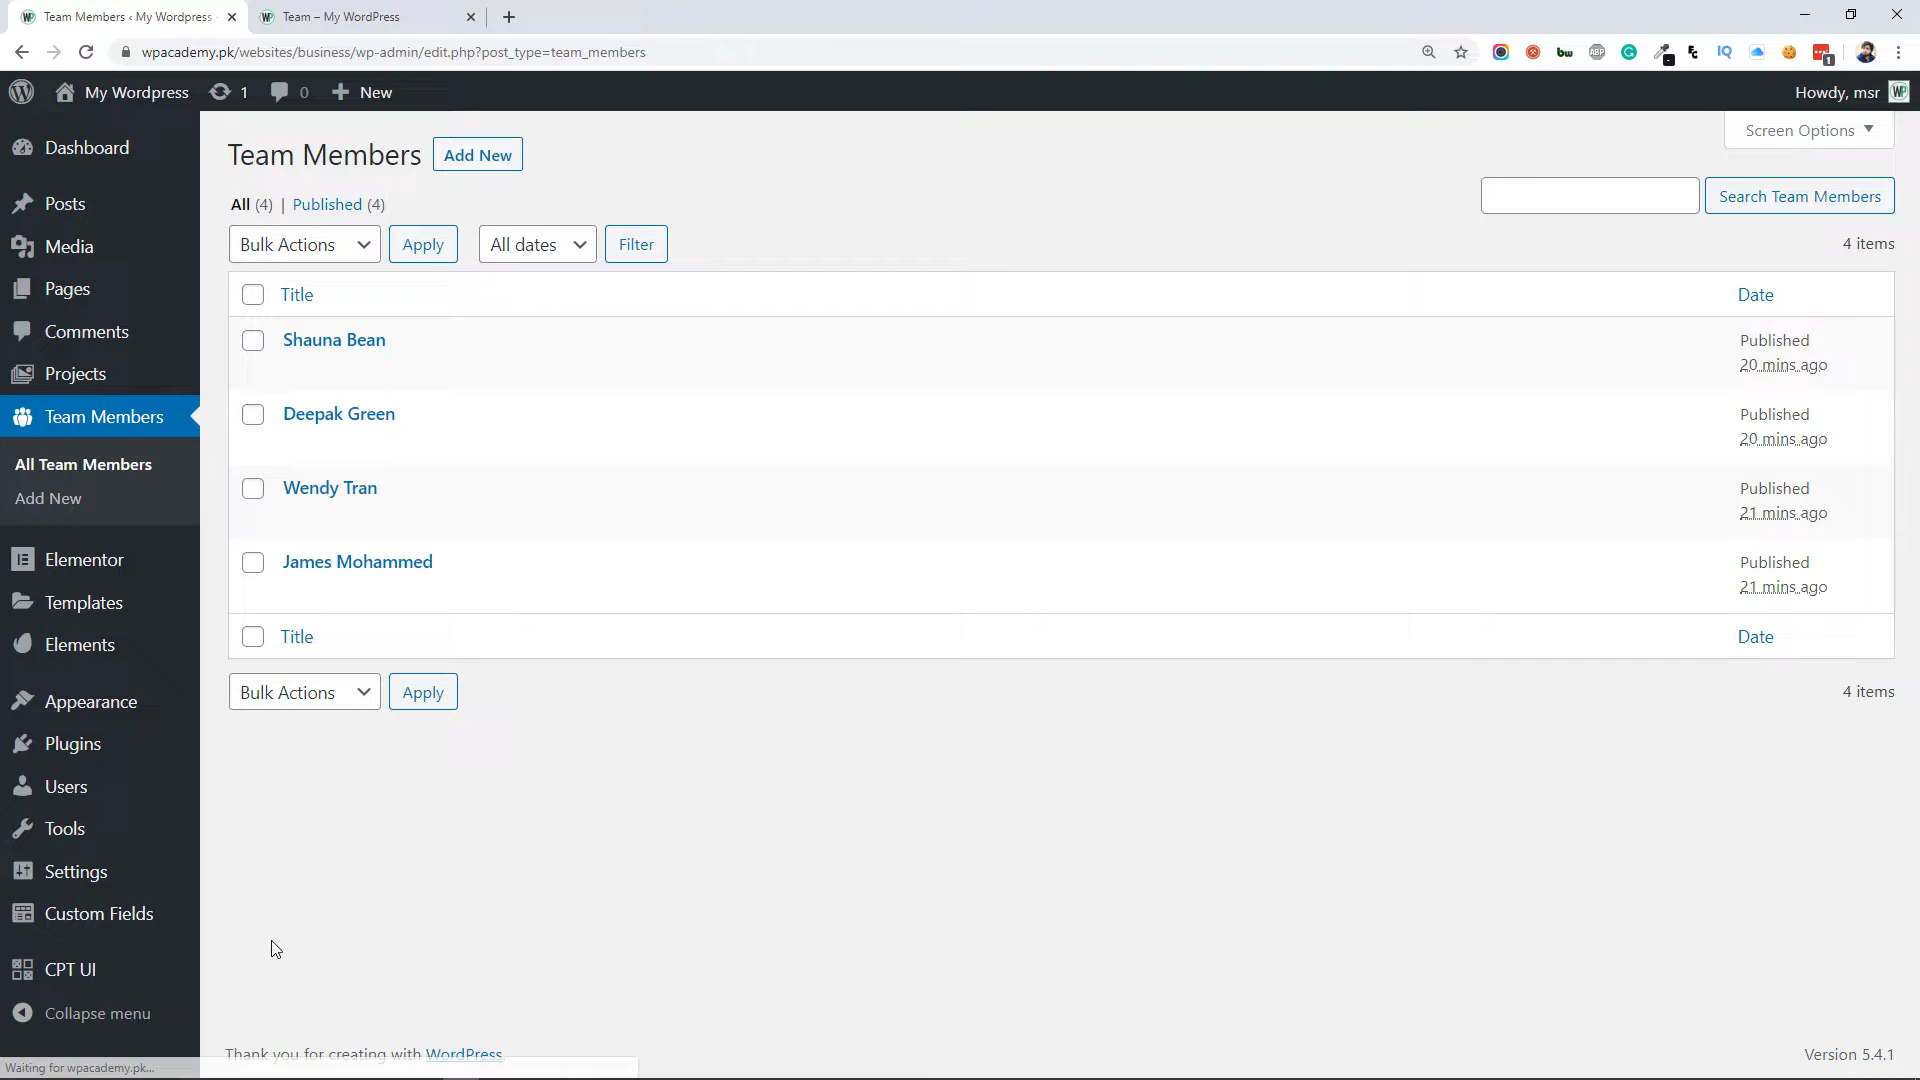 Team Members ‹ My Wordpress
Team – My WordPress
wpacademy.pk/websites/business/wp-admin/edit.php?post_type=team_members
My Wordpress
1
0
New
Howdy, msr
Dashboard
Posts
Media
Pages
Comments
Projects
Team Members
All Team Members
Add New
Elementor
Templates
Elements
Appearance
Plugins
Users
Tools
Settings
Custom Fields
CPT UI
Collapse menu
Screen Options
Team Members Add New
All (4) | Published (4)
Search Team Members
Bulk Actions Apply All dates Filter
4 items
Title Date
Shauna Bean Published
20 mins ago
Deepak Green Published
20 mins ago
Wendy Tran Published
21 mins ago
James Mohammed Published
21 mins ago
Title Date
Bulk Actions Apply 4 items
Thank you for creating with WordPress.
Version 5.4.1
Waiting for wpacademy.pk...